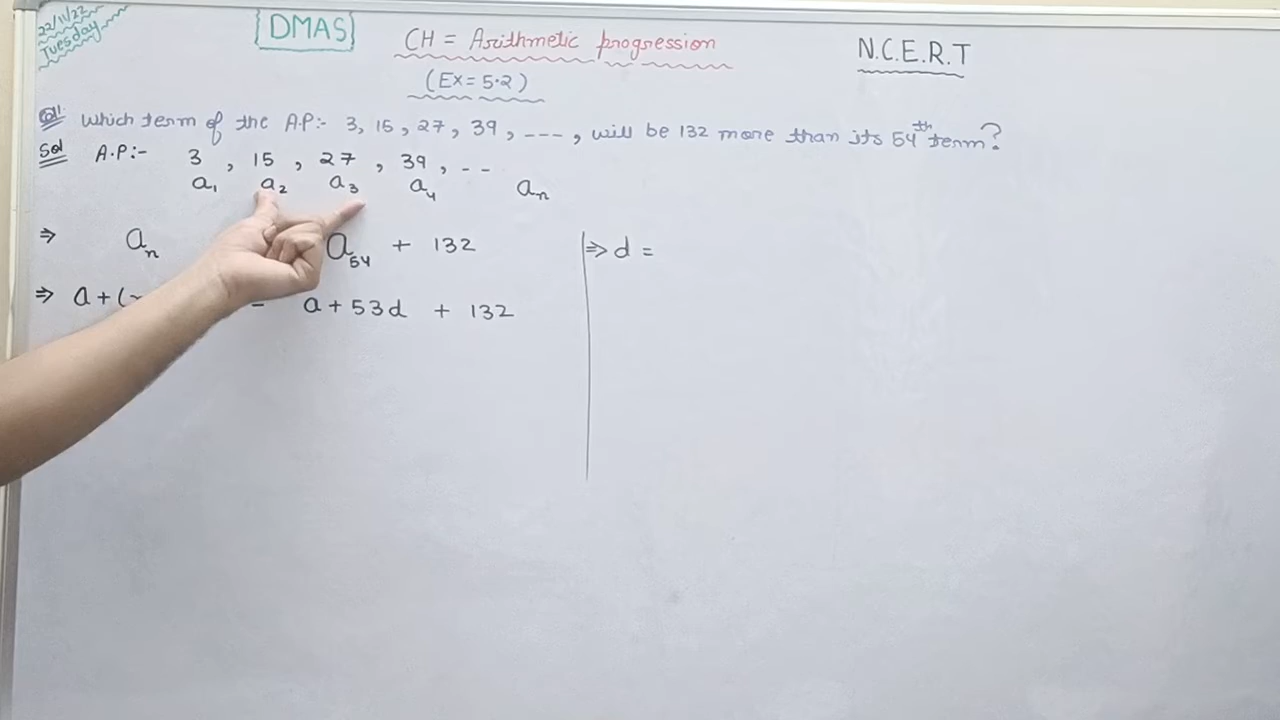 22/11/22
Tuesday
DMAS
CH = Arithmetic progression
N.C.E.R.T
(Ex = 5.2)
Q11 Which term of the A.P:- 3, 15, 27, 39, ---, will be 132 more than its 54th term?
Sol A.P:- 3, 15, 27, 39, --
a1 a2 a3 a4 an
⇒ an a54 + 132
⇒ d =
⇒ a+( = a+53d + 132